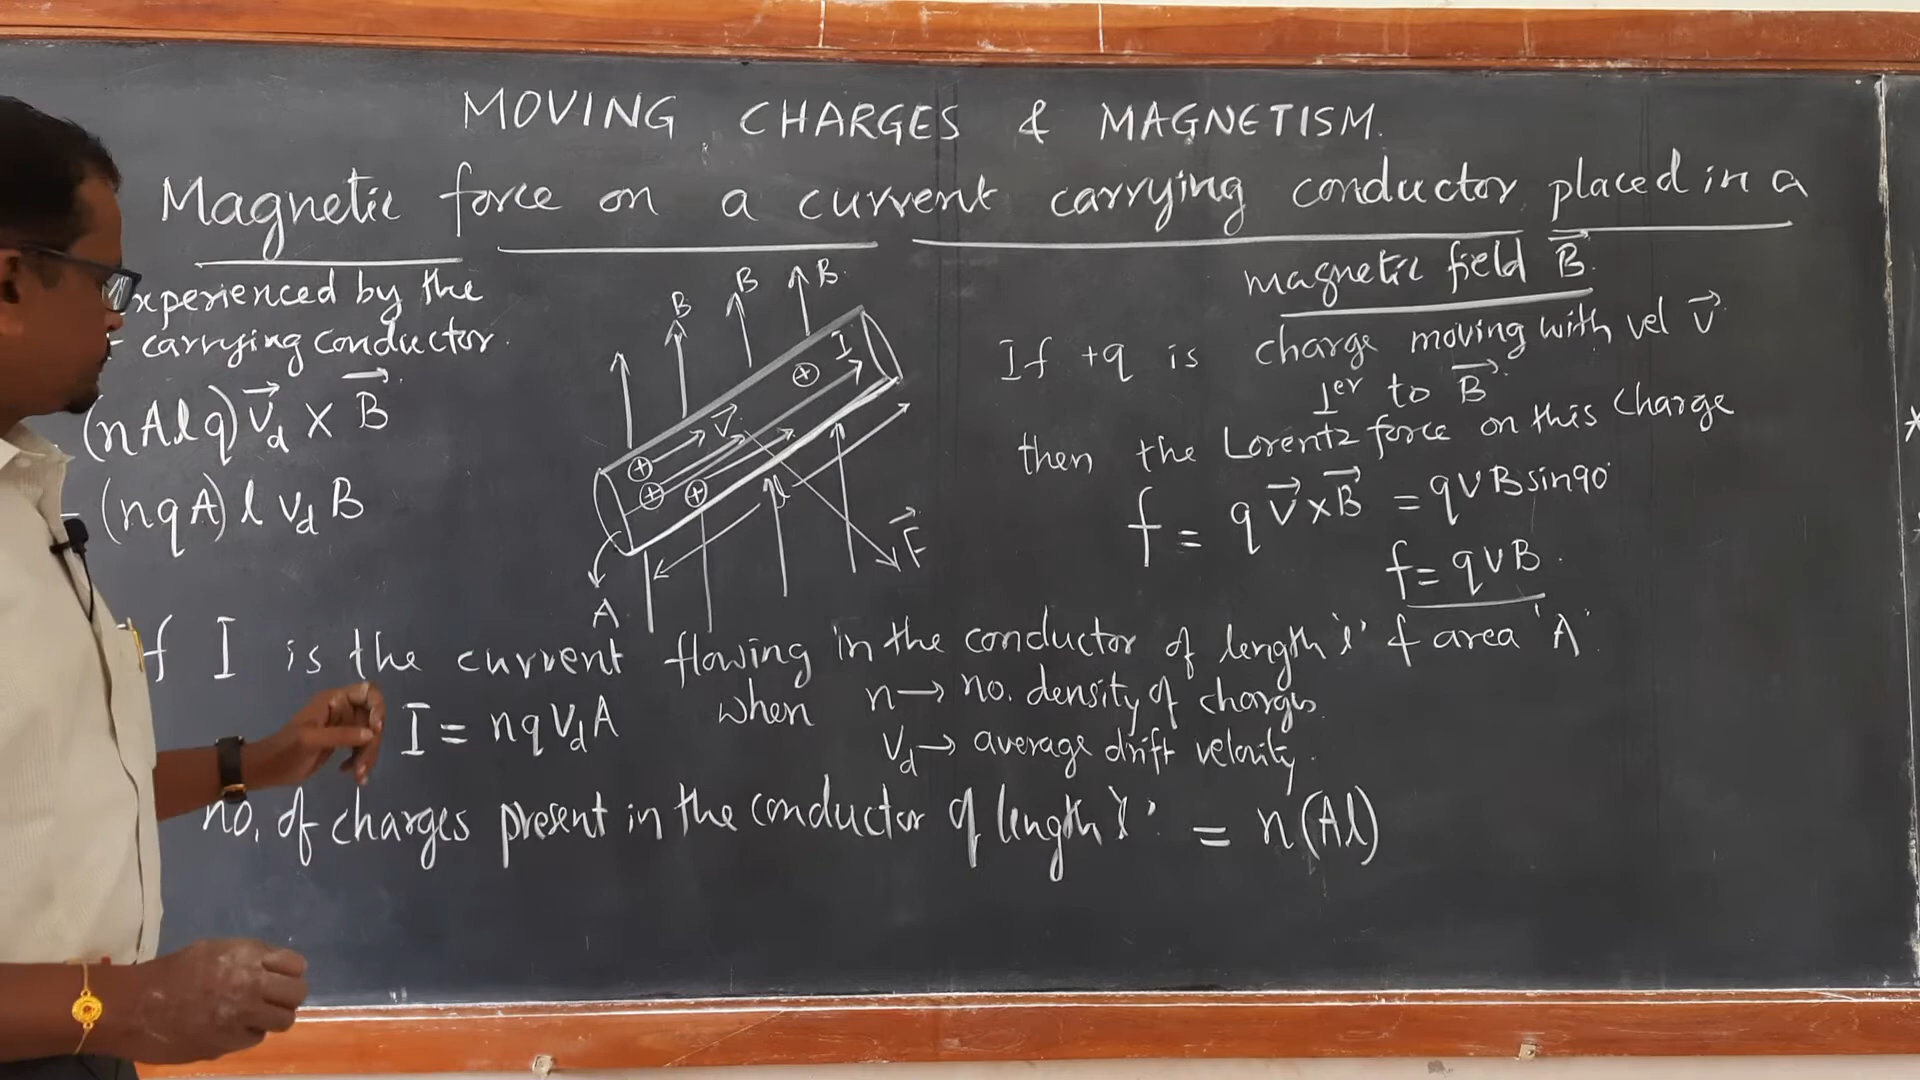 MOVING CHARGES & MAGNETISM.
Magnetic force on a current carrying conductor placed in a
magnetic field B⃗.
xperienced by the
carrying conductor.
(nAlq) v⃗d × B⃗
= (nqA) l vd B
B B B
I
V⃗
l
F⃗
A
If +q is charge moving with vel v⃗
⊥er to B⃗
then the Lorentz force on this charge
f = q v⃗ × B⃗ = qvB sin90°
f = qvB.
f I is the current flowing in the conductor of length 'l' & area 'A'.
I = nqVdA when n → no. density of charges.
Vd → average drift velocity.
no. of charges present in the conductor of length 'l' = n(Al)